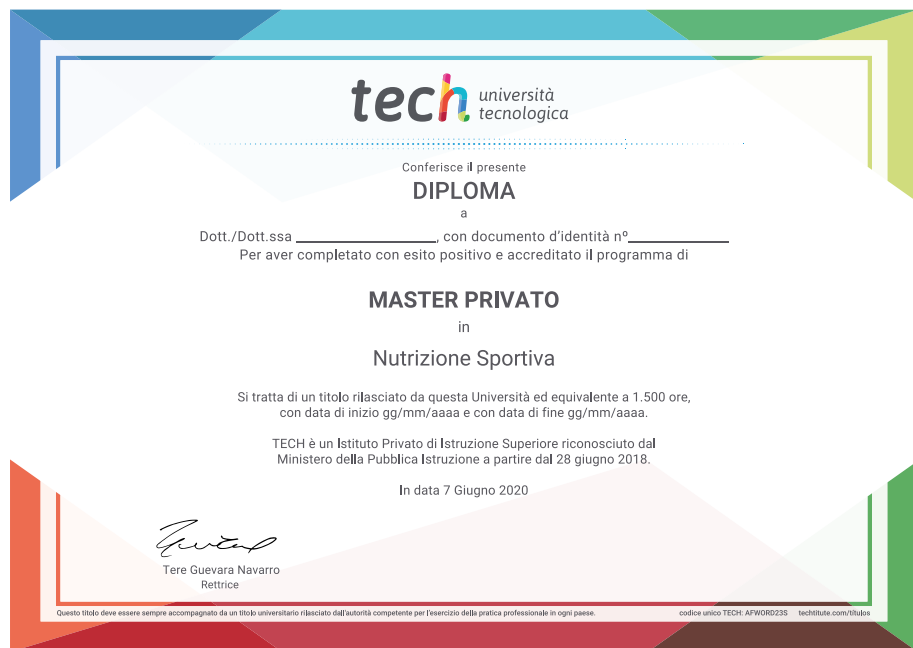 tech università
tecnologica
Conferisce il presente
DIPLOMA
a
Dott./Dott.ssa ________________, con documento d'identità nº____________
Per aver completato con esito positivo e accreditato il programma di
MASTER PRIVATO
in
Nutrizione Sportiva
Si tratta di un titolo rilasciato da questa Università ed equivalente a 1.500 ore,
con data di inizio gg/mm/aaaa e con data di fine gg/mm/aaaa.
TECH è un Istituto Privato di Istruzione Superiore riconosciuto dal
Ministero della Pubblica Istruzione a partire dal 28 giugno 2018.
In data 7 Giugno 2020
Tere Guevara Navarro
Rettrice
Questo titolo deve essere sempre accompagnato da un titolo universitario rilasciato dall'autorità competente per l'esercizio della pratica professionale in ogni paese. codice unico TECH: AFWORD23S techtitute.com/títulos